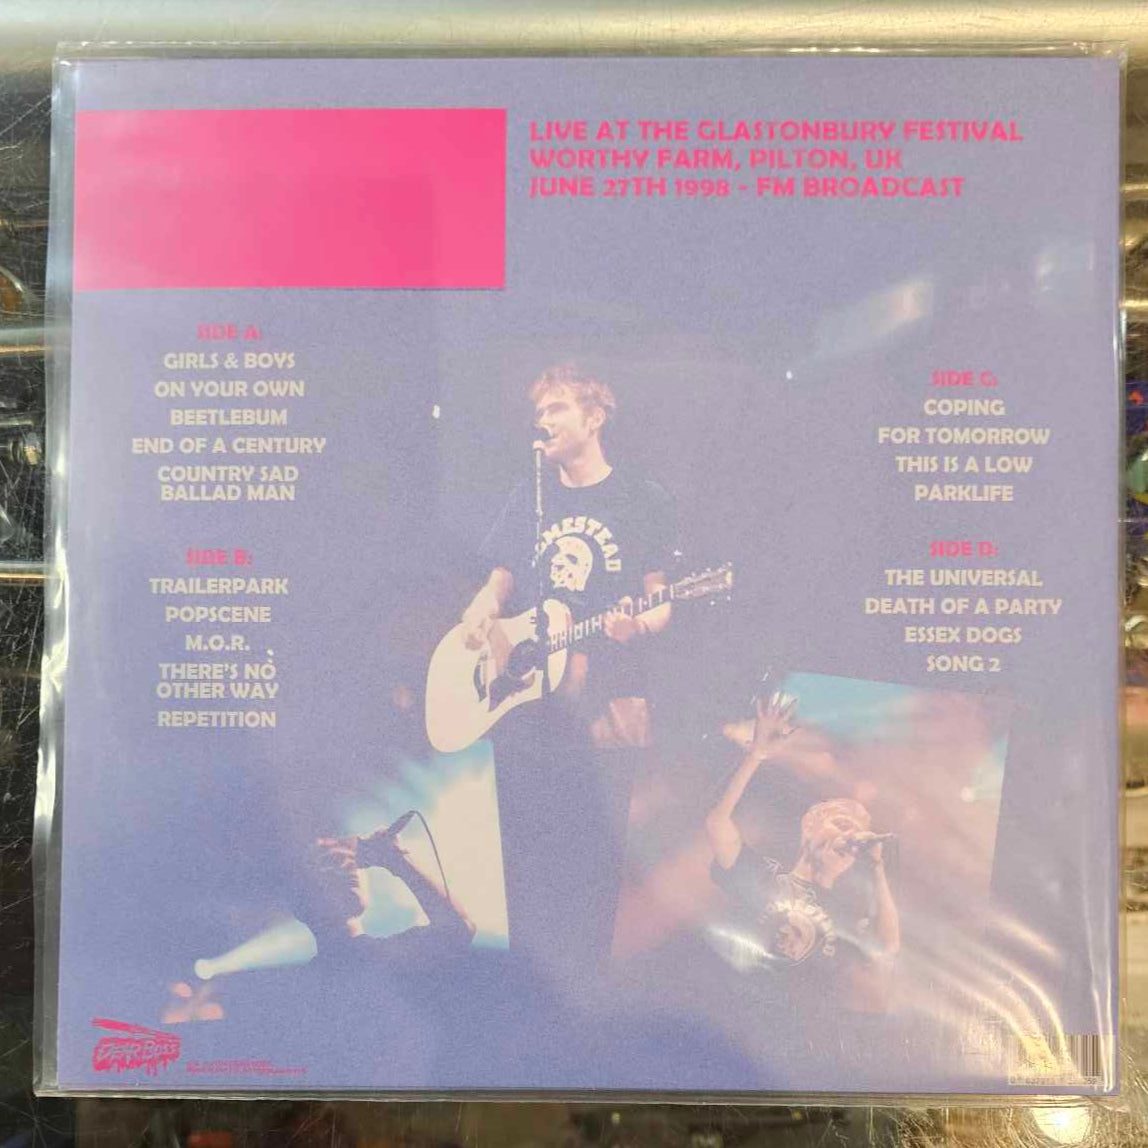 LIVE AT THE GLASTONBURY FESTIVAL
WORTHY FARM, PILTON, UK
JUNE 27TH 1998 - FM BROADCAST
SIDE A:
GIRLS & BOYS
ON YOUR OWN
BEETLEBUM
END OF A CENTURY
COUNTRY SAD
BALLAD MAN
SIDE B:
TRAILERPARK
POPSCENE
M.O.R.
THERE'S NO
OTHER WAY
REPETITION
SIDE C:
COPING
FOR TOMORROW
THIS IS A LOW
PARKLIFE
SIDE D:
THE UNIVERSAL
DEATH OF A PARTY
ESSEX DOGS
SONG 2
DEAR BOSS